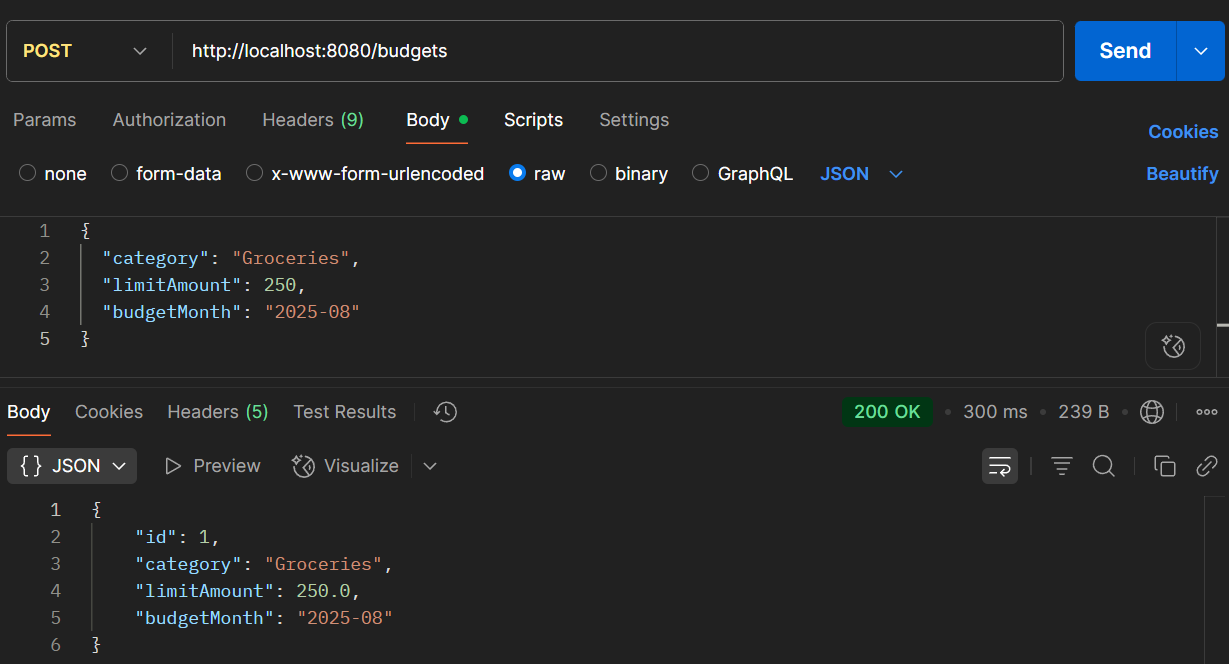 POST http://localhost:8080/budgets Send
Params Authorization Headers (9) Body Scripts Settings Cookies
none form-data x-www-form-urlencoded raw binary GraphQL JSON Beautify
1 {
2 "category": "Groceries",
3 "limitAmount": 250,
4 "budgetMonth": "2025-08"
5 }
Body Cookies Headers (5) Test Results 200 OK • 300 ms • 239 B •
{} JSON Preview Visualize
1 {
2 "id": 1,
3 "category": "Groceries",
4 "limitAmount": 250.0,
5 "budgetMonth": "2025-08"
6 }